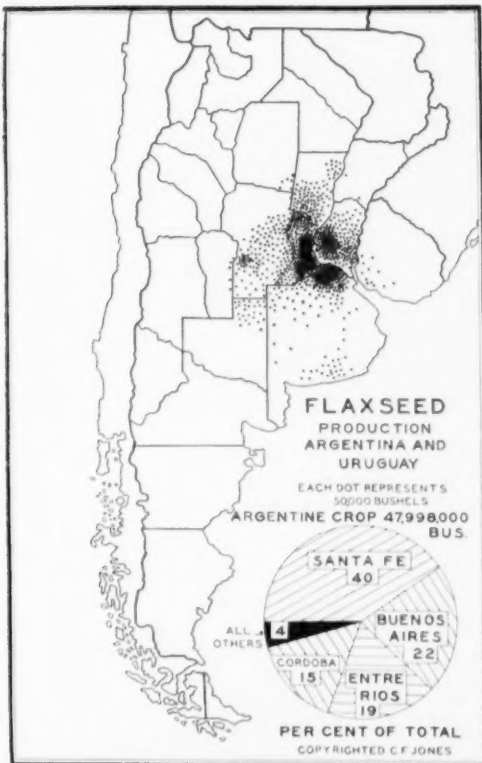 FLAXSEED
PRODUCTION
ARGENTINA AND
URUGUAY
EACH DOT REPRESENTS
50,000 BUSHELS
ARGENTINE CROP 47,998,000
BUS.
SANTA FE
40
BUENOS
AIRES
22
ENTRE
RIOS
19
CORDOBA
15
ALL
OTHERS
4
PER CENT OF TOTAL
COPYRIGHTED C F JONES